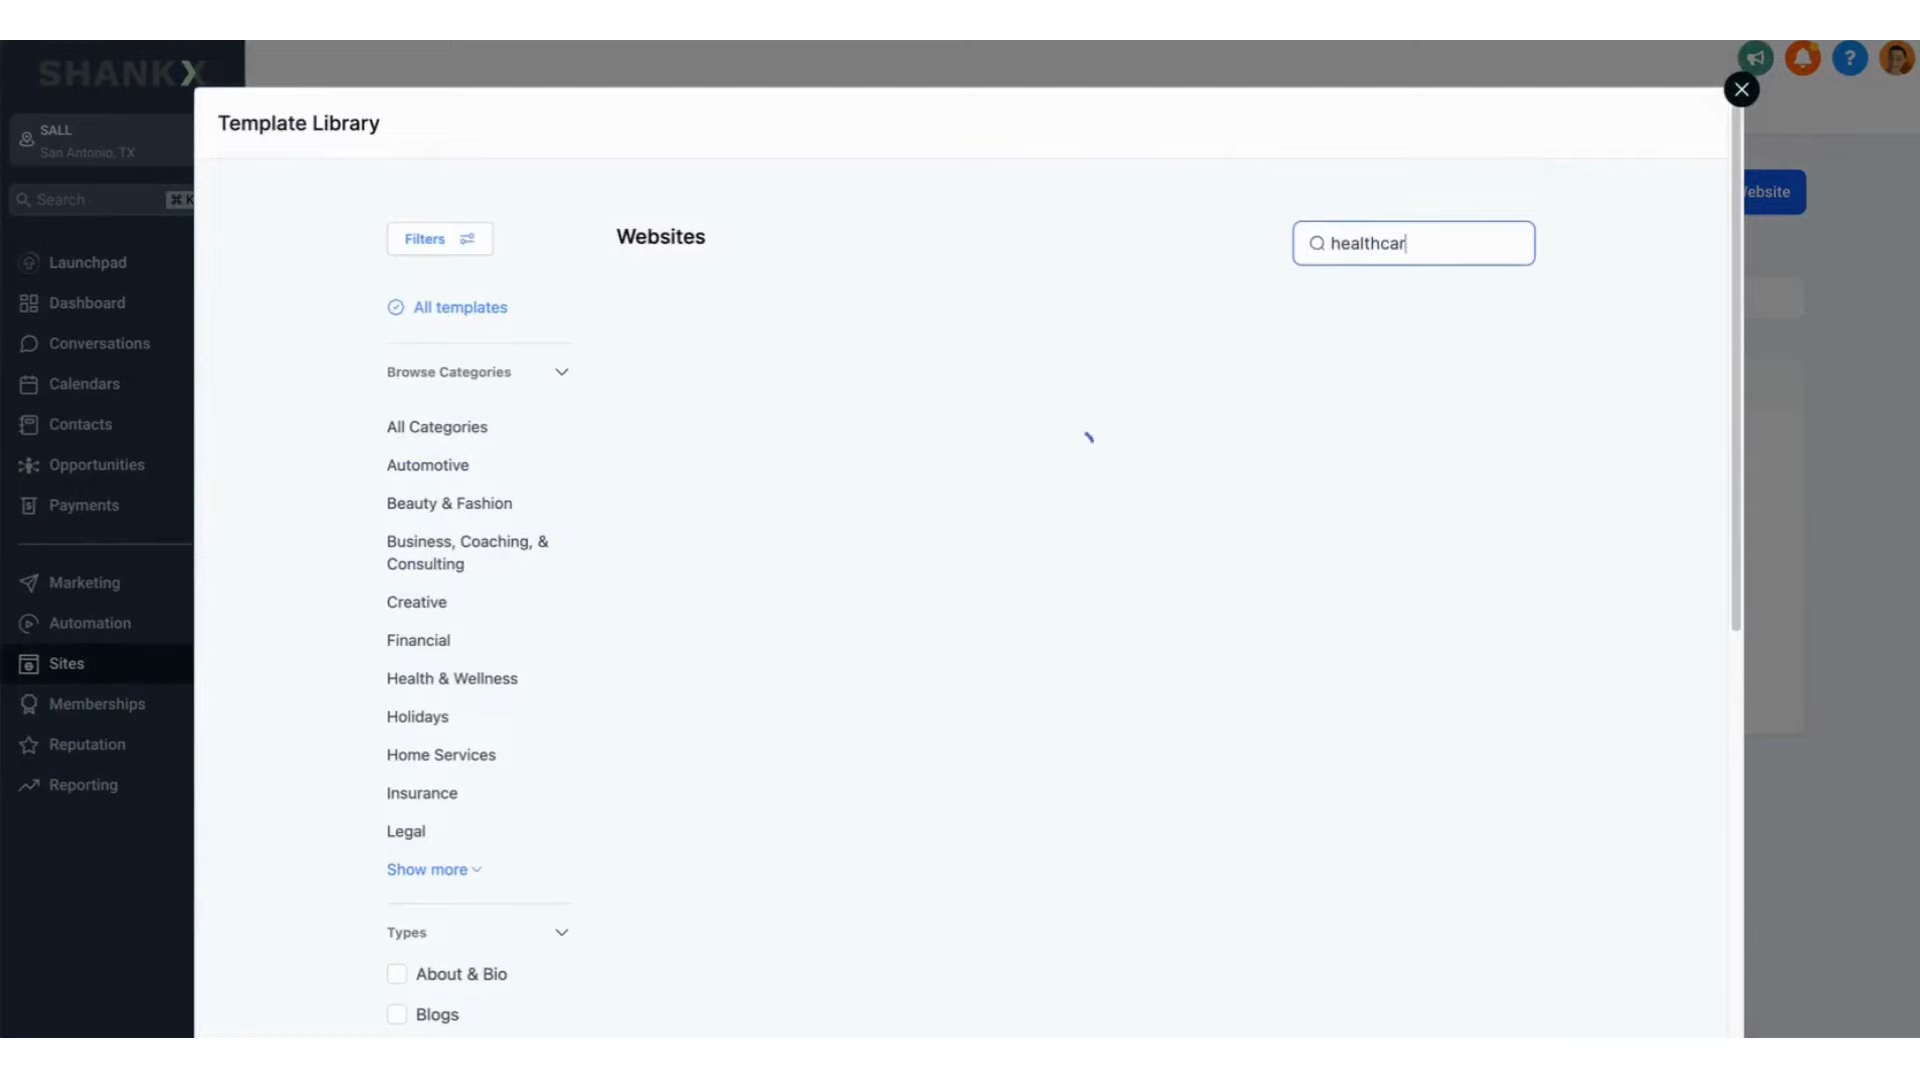 SHANKX
SALL
San Antonio, TX
Search
⌘ K
Launchpad
Dashboard
Conversations
Calendars
Contacts
Opportunities
Payments
Marketing
Automation
Sites
Memberships
Reputation
Reporting
Template Library
Filters
All templates
Browse Categories
All Categories
Automotive
Beauty & Fashion
Business, Coaching, &
Consulting
Creative
Financial
Health & Wellness
Holidays
Home Services
Insurance
Legal
Show more
Types
About & Bio
Blogs
Websites
healthcar
?
ebsite